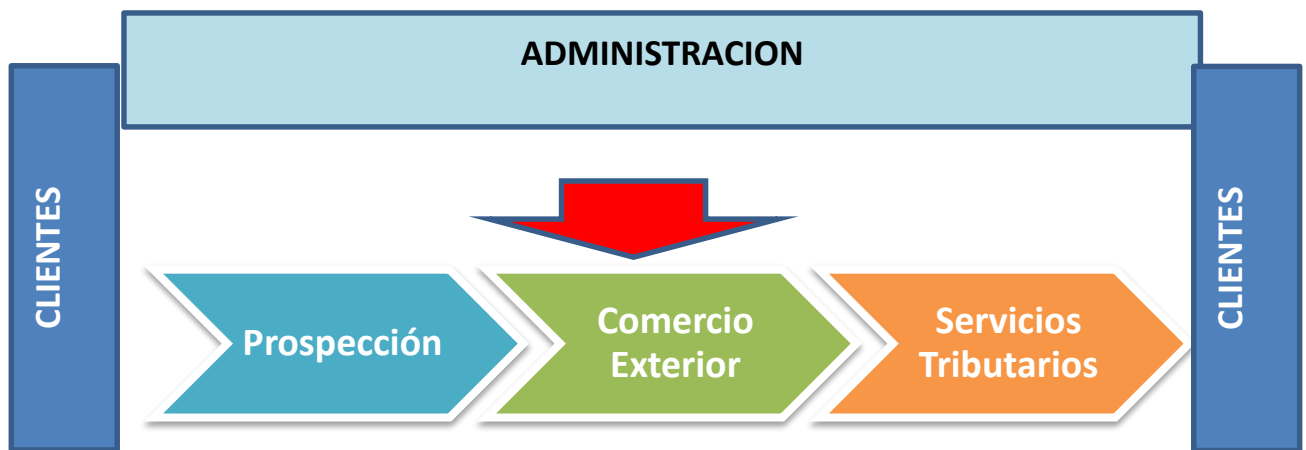 ADMINISTRACION
CLIENTES
Prospección
Comercio
Exterior
Servicios
Tributarios
CLIENTES